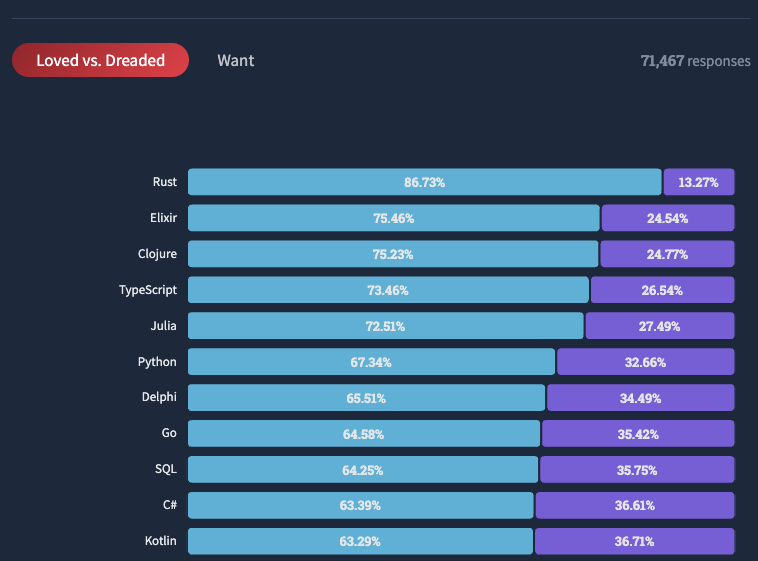 Loved vs. Dreaded Want 71,467 responses
Rust 86.73% 13.27%
Elixir 75.46% 24.54%
Clojure 75.23% 24.77%
TypeScript 73.46% 26.54%
Julia 72.51% 27.49%
Python 67.34% 32.66%
Delphi 65.51% 34.49%
Go 64.58% 35.42%
SQL 64.25% 35.75%
C# 63.39% 36.61%
Kotlin 63.29% 36.71%